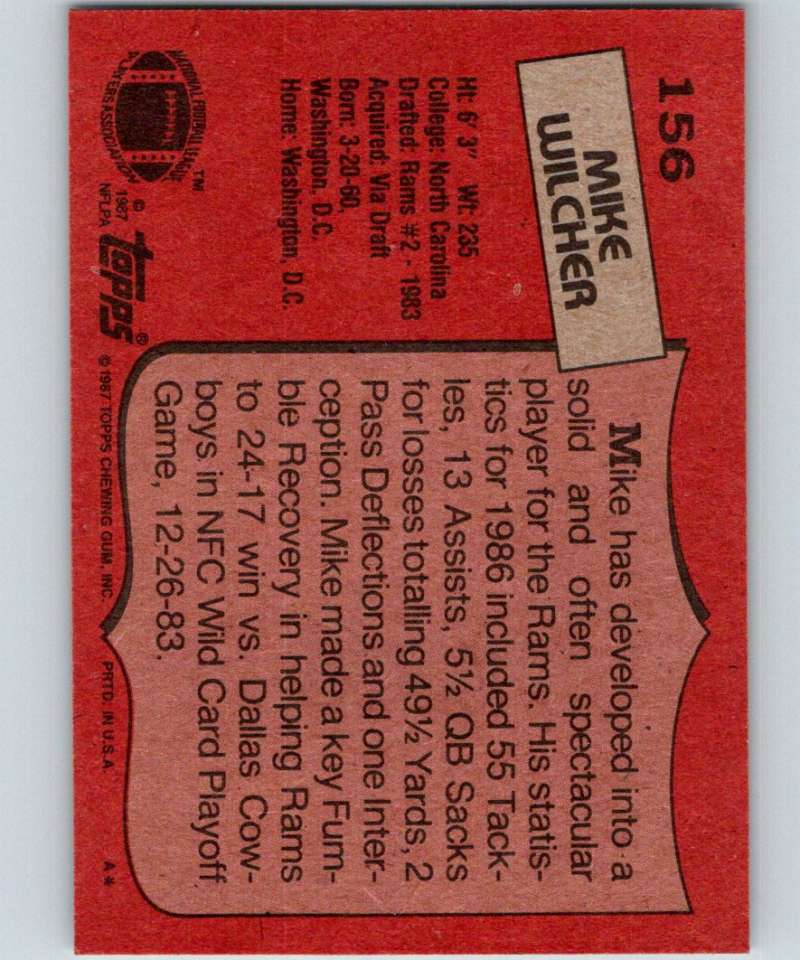 156
MIKE
WILCHER
Ht: 6' 3" Wt: 235
College: North Carolina
Drafted: Rams #2 - 1983
Acquired: Via Draft
Born: 3-20-60,
Washington, D.C.
Home: Washington, D.C.
NATIONAL FOOTBALL LEAGUE
PLAYERS ASSOCIATION
TM
© 1987
NFLPA
topps®
Mike has developed into a
solid and often spectacular
player for the Rams. His statis-
tics for 1986 included 55 Tack-
les, 13 Assists, 5½ QB Sacks
for losses totalling 49½ Yards, 2
Pass Deflections and one Inter-
ception. Mike made a key Fum-
ble Recovery in helping Rams
to 24-17 win vs. Dallas Cow-
boys in NFC Wild Card Playoff
Game, 12-26-83.
© 1987 TOPPS CHEWING GUM, INC. PRTD. IN U.S.A. A*